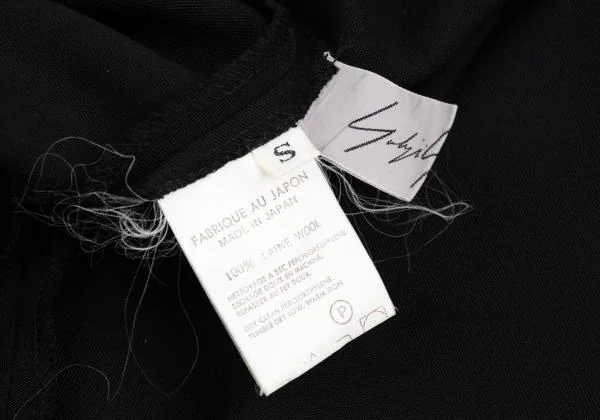 S
FABRIQUE AU JAPON
MADE IN JAPAN
100% LAINE WOOL
NETTOYAGE A SEC PERCHLORETHYLENE.
SECHAGE DOUX EN MACHINE.
REPASSER AU FER DOUX.
DRY CLEAN PERCLORTHYLENE.
TUMBLE DRY LOW, WARM IRON
P